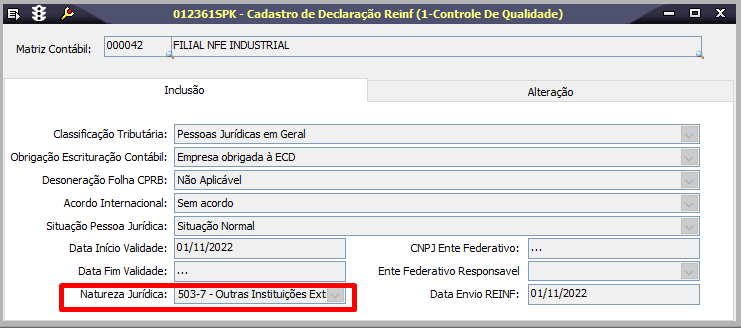 012361SPK - Cadastro de Declaração Reinf (1-Controle De Qualidade)
Matriz Contábil: 000042 FILIAL NFE INDUSTRIAL
Inclusão Alteração
Classificação Tributária: Pessoas Jurídicas em Geral
Obrigação Escrituração Contábil: Empresa obrigada à ECD
Desoneração Folha CPRB: Não Aplicável
Acordo Internacional: Sem acordo
Situação Pessoa Jurídica: Situação Normal
Data Início Validade: 01/11/2022 CNPJ Ente Federativo: ...
Data Fim Validade: ... Ente Federativo Responsavel
Natureza Jurídica: 503-7 - Outras Instituições Ext Data Envio REINF: 01/11/2022